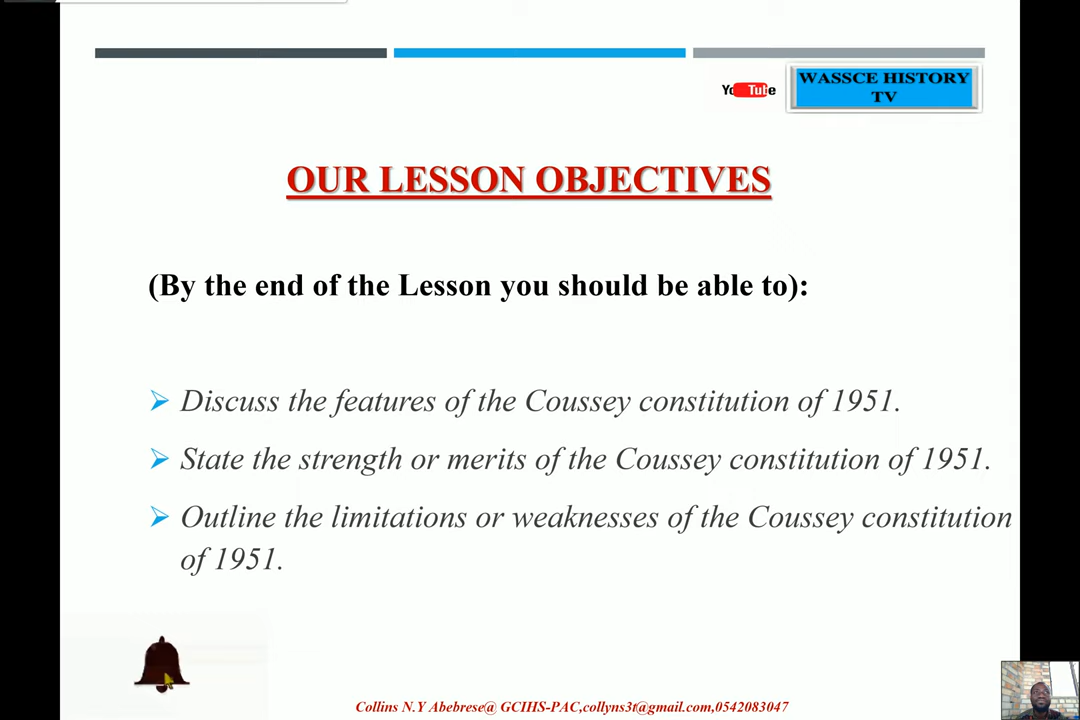 YouTube
WASSCE HISTORY
TV
OUR LESSON OBJECTIVES
(By the end of the Lesson you should be able to):
Discuss the features of the Coussey constitution of 1951.
State the strength or merits of the Coussey constitution of 1951.
Outline the limitations or weaknesses of the Coussey constitution
of 1951.
Collins N.Y Abebrese@ GCIHS-PAC,collyns3t@gmail.com,0542083047